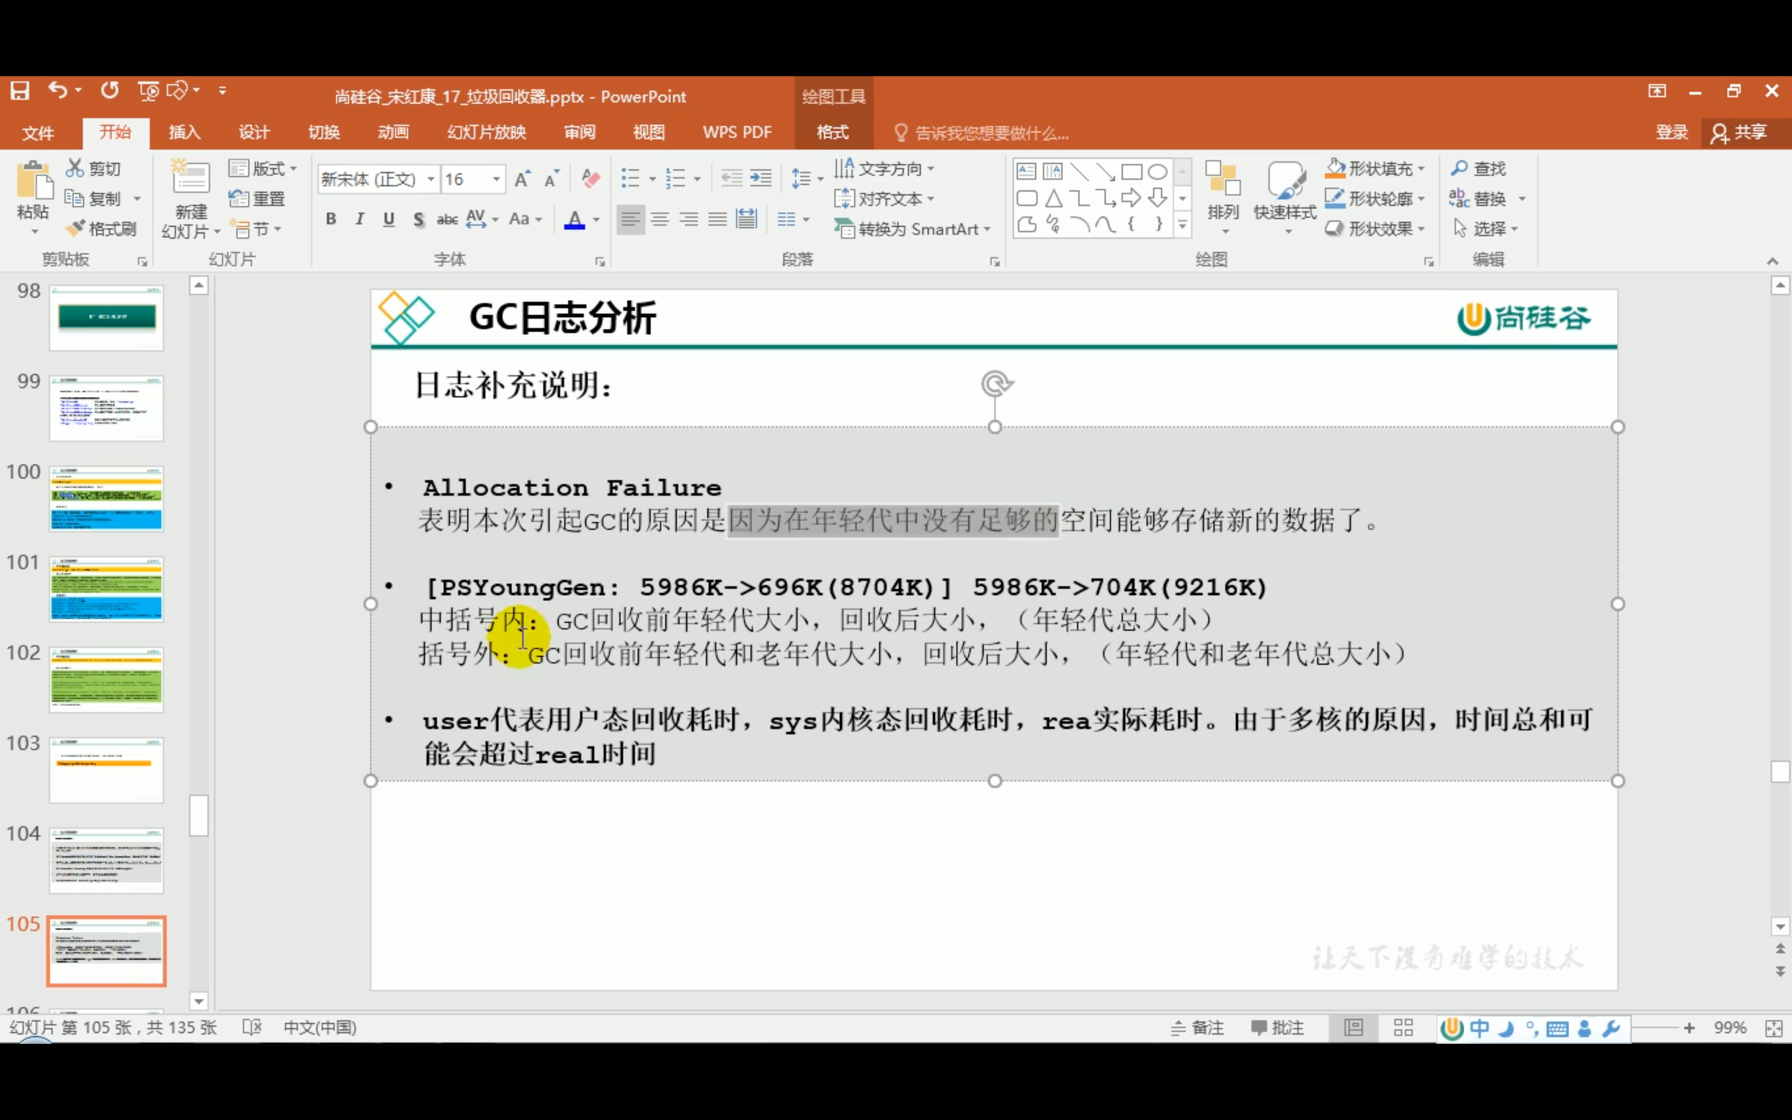 尚硅谷_宋红康_17_垃圾回收器.pptx - PowerPoint
绘图工具
文件 开始 插入 设计 切换 动画 幻灯片放映 审阅 视图 WPS PDF 格式 告诉我您想要做什么... 登录 共享
粘贴 剪切 复制 格式刷
新建幻灯片 版式 重置 节
新宋体 (正文) 16
B I U S abc AV Aa A
文字方向 对齐文本 转换为 SmartArt
排列 快速样式 形状填充 形状轮廓 形状效果
查找 替换 选择
剪贴板 幻灯片 字体 段落 绘图 编辑
98
99
100
101
102
103
104
105
106
GC日志分析
尚硅谷
日志补充说明：
• Allocation Failure
表明本次引起GC的原因是因为在年轻代中没有足够的空间能够存储新的数据了。
• [PSYoungGen: 5986K->696K(8704K)] 5986K->704K(9216K)
中括号内：GC回收前年轻代大小，回收后大小，（年轻代总大小）
括号外：GC回收前年轻代和老年代大小，回收后大小，（年轻代和老年代总大小）
• user代表用户态回收耗时，sys内核态回收耗时，rea实际耗时。由于多核的原因，时间总和可
能会超过real时间
让天下没有难学的技术
幻灯片 第 105 张，共 135 张 中文(中国) 备注 批注 中 99%